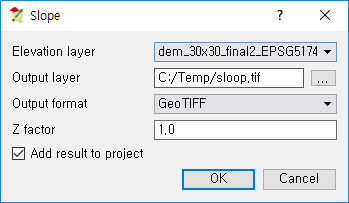 Slope
Elevation layer dem_30x30_final2_EPSG5174
Output layer C:/Temp/sloop.tif ...
Output format GeoTIFF
Z factor 1.0
Add result to project
OK Cancel